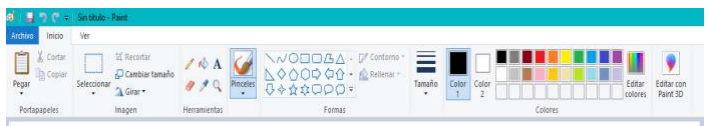 Sin título - Paint
Archivo Inicio Ver
Pegar
Cortar
Copiar
Portapapeles
Seleccionar
Recortar
Cambiar tamaño
Girar
Imagen
A
Herramientas
Pinceles
Contorno
Rellenar
Formas
Tamaño
Color 1
Color 2
Editar colores
Colores
Editar con Paint 3D